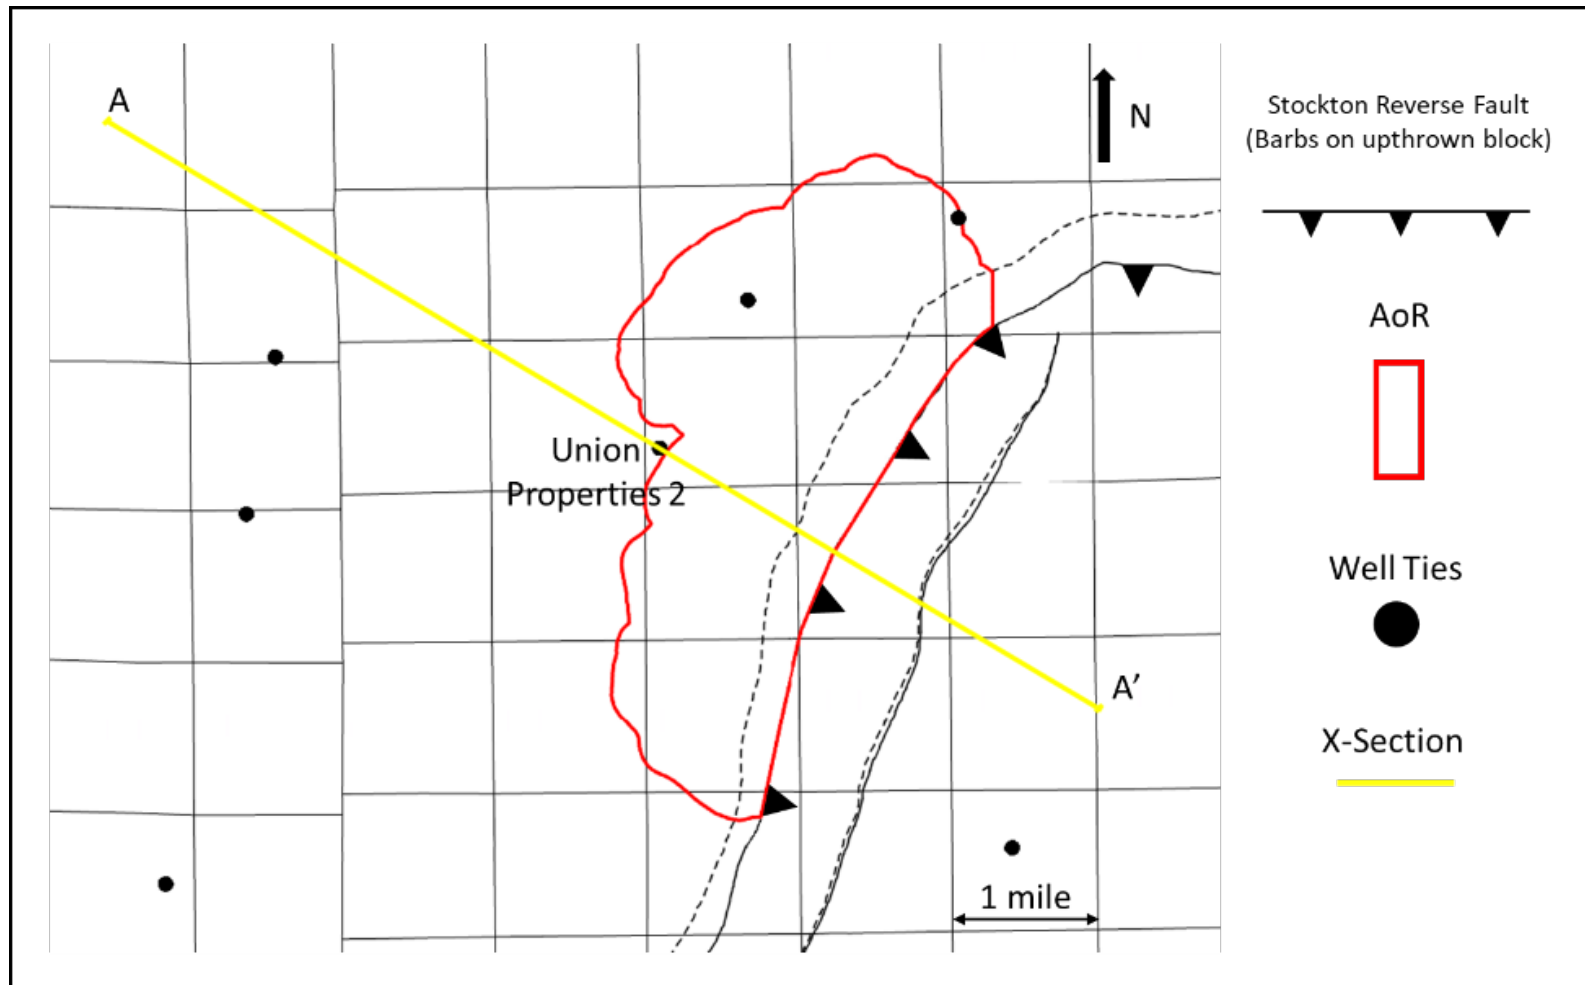 A
N
Union
Properties 2
A’
1 mile
Stockton Reverse Fault
(Barbs on upthrown block)
AoR
Well Ties
X-Section